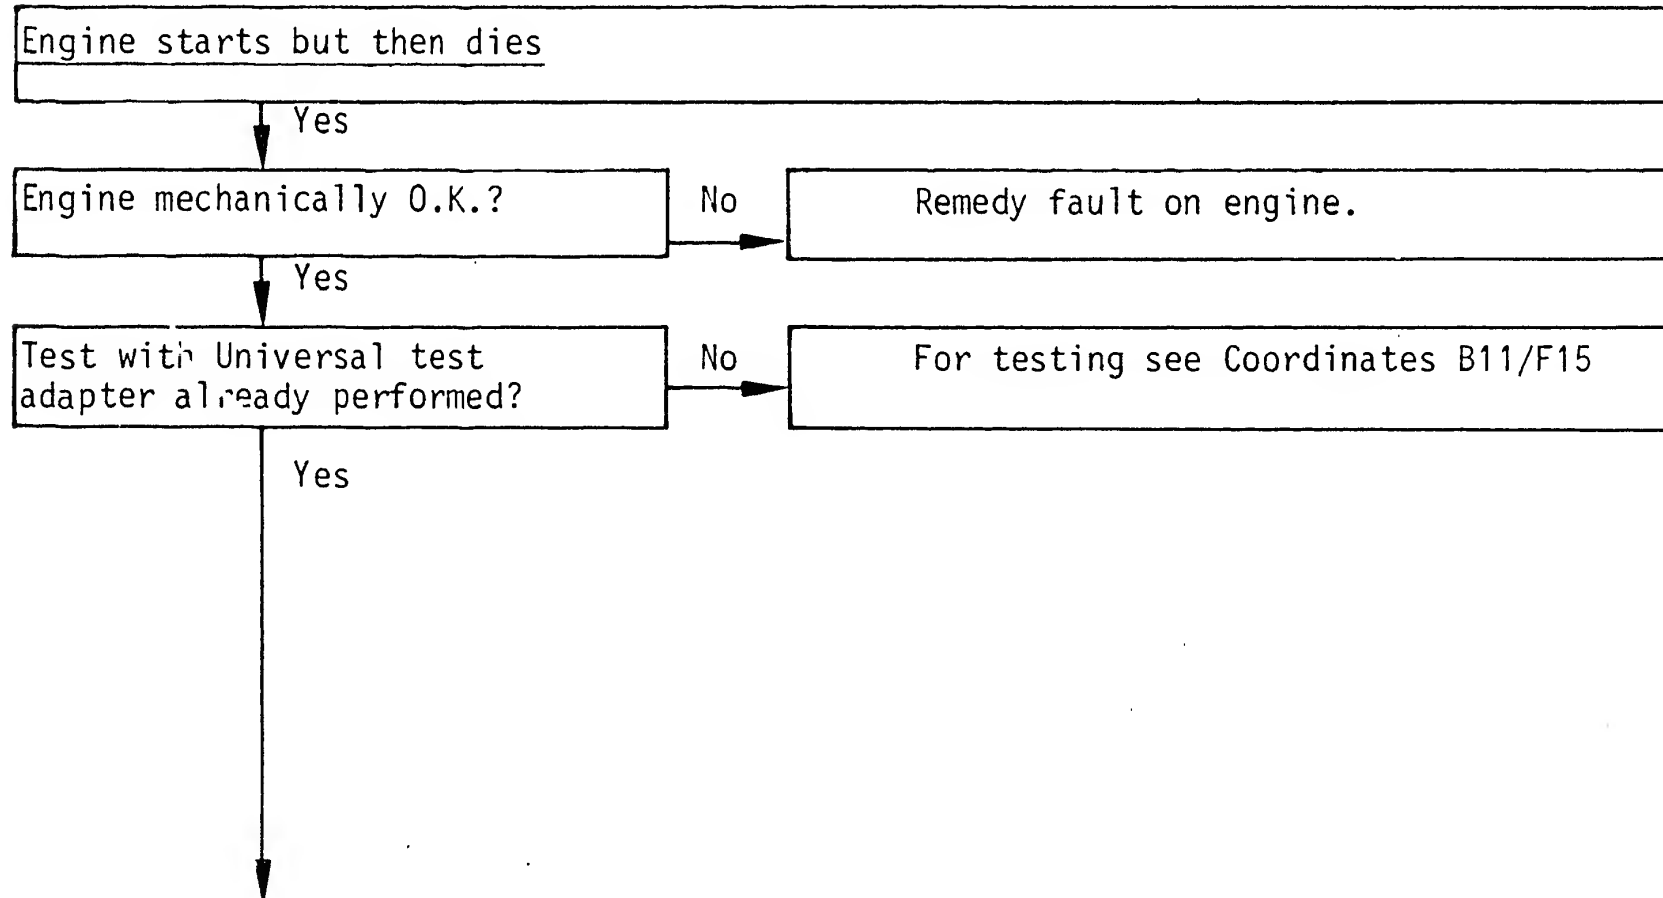 Engine starts but then dies
Yes
Engine mechanically O.K.?
No
Remedy fault on engine.
Yes
Test with Universal test
adapter already performed?
No
For testing see Coordinates B11/F15
Yes